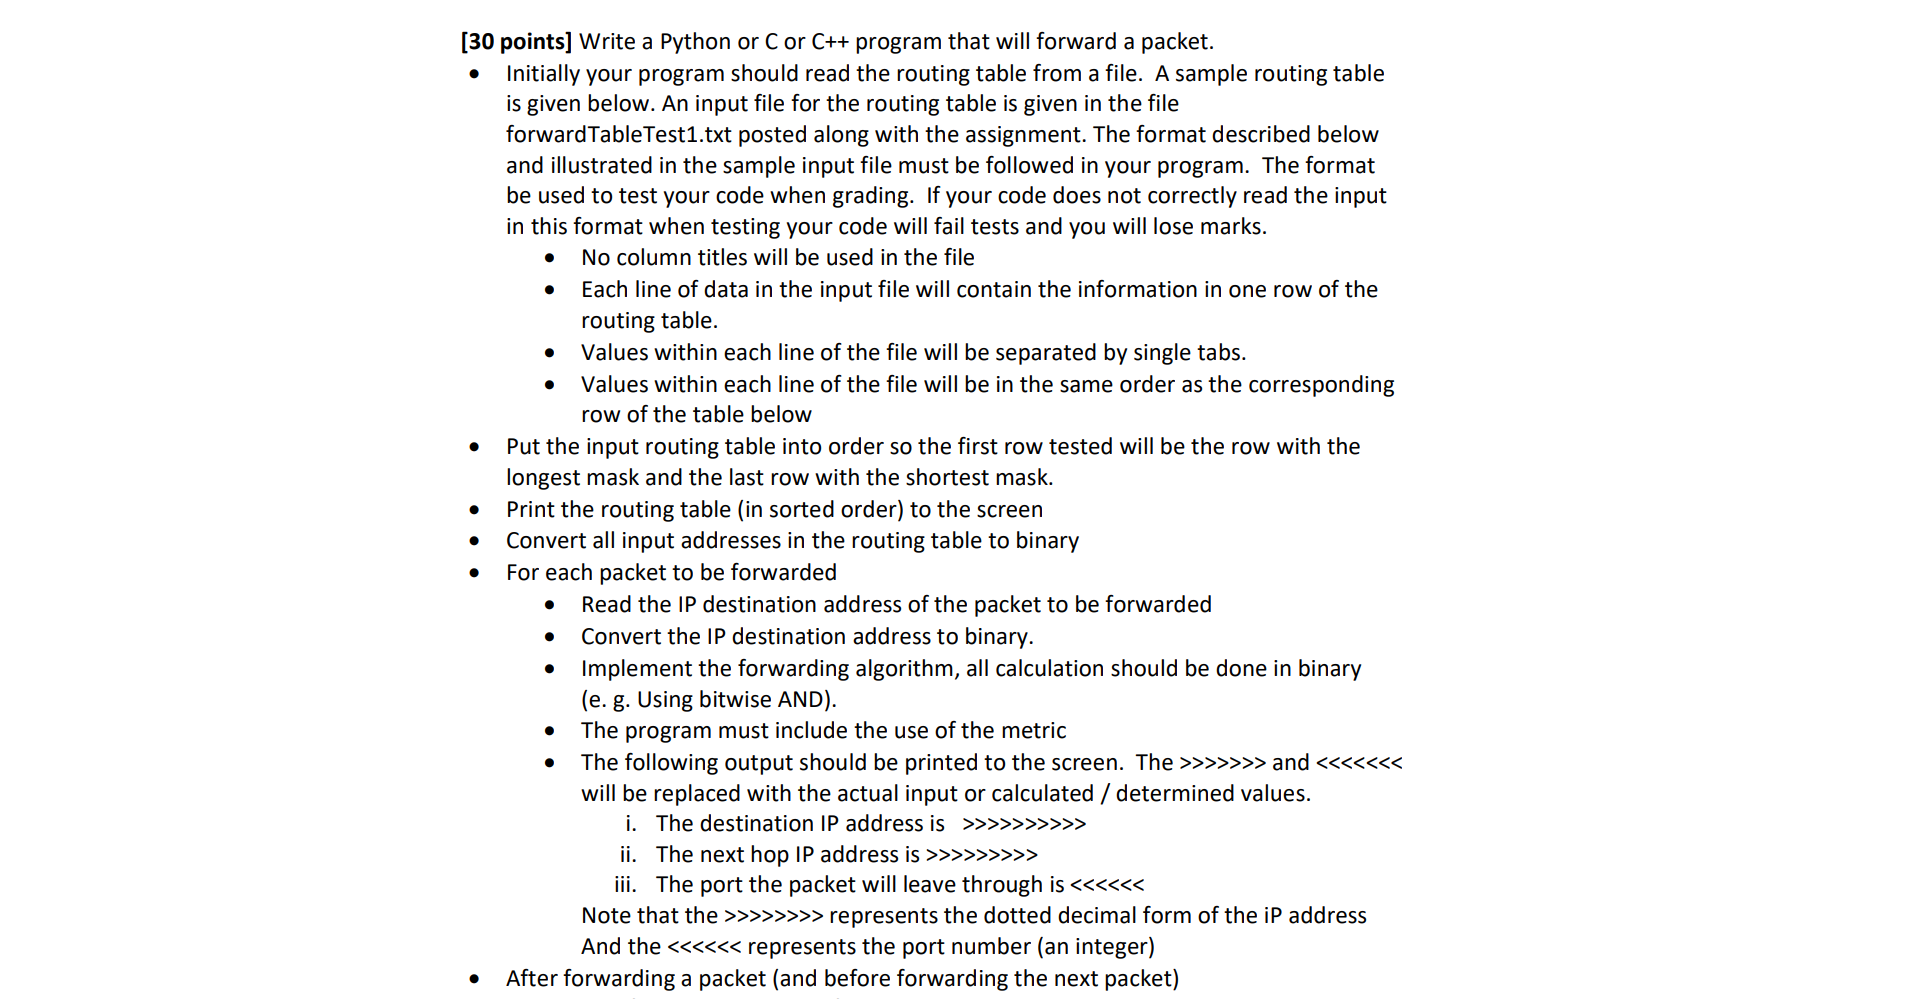 [30 points] Write a Python or C or C++ program that will forward a packet.
• Initially your program should read the routing table from a file. A sample routing table
is given below. An input file for the routing table is given in the file
forwardTableTest1.txt posted along with the assignment. The format described below
and illustrated in the sample input file must be followed in your program. The format
be used to test your code when grading. If your code does not correctly read the input
in this format when testing your code will fail tests and you will lose marks.
• No column titles will be used in the file
• Each line of data in the input file will contain the information in one row of the
routing table.
• Values within each line of the file will be separated by single tabs.
• Values within each line of the file will be in the same order as the corresponding
row of the table below
• Put the input routing table into order so the first row tested will be the row with the
longest mask and the last row with the shortest mask.
• Print the routing table (in sorted order) to the screen
• Convert all input addresses in the routing table to binary
• For each packet to be forwarded
• Read the IP destination address of the packet to be forwarded
• Convert the IP destination address to binary.
• Implement the forwarding algorithm, all calculation should be done in binary
(e. g. Using bitwise AND).
• The program must include the use of the metric
• The following output should be printed to the screen. The >>>>>>> and <<<<<<<
will be replaced with the actual input or calculated / determined values.
i. The destination IP address is >>>>>>>>>>
ii. The next hop IP address is >>>>>>>>>
iii. The port the packet will leave through is <<<<<<
Note that the >>>>>>>> represents the dotted decimal form of the iP address
And the <<<<<< represents the port number (an integer)
• After forwarding a packet (and before forwarding the next packet)